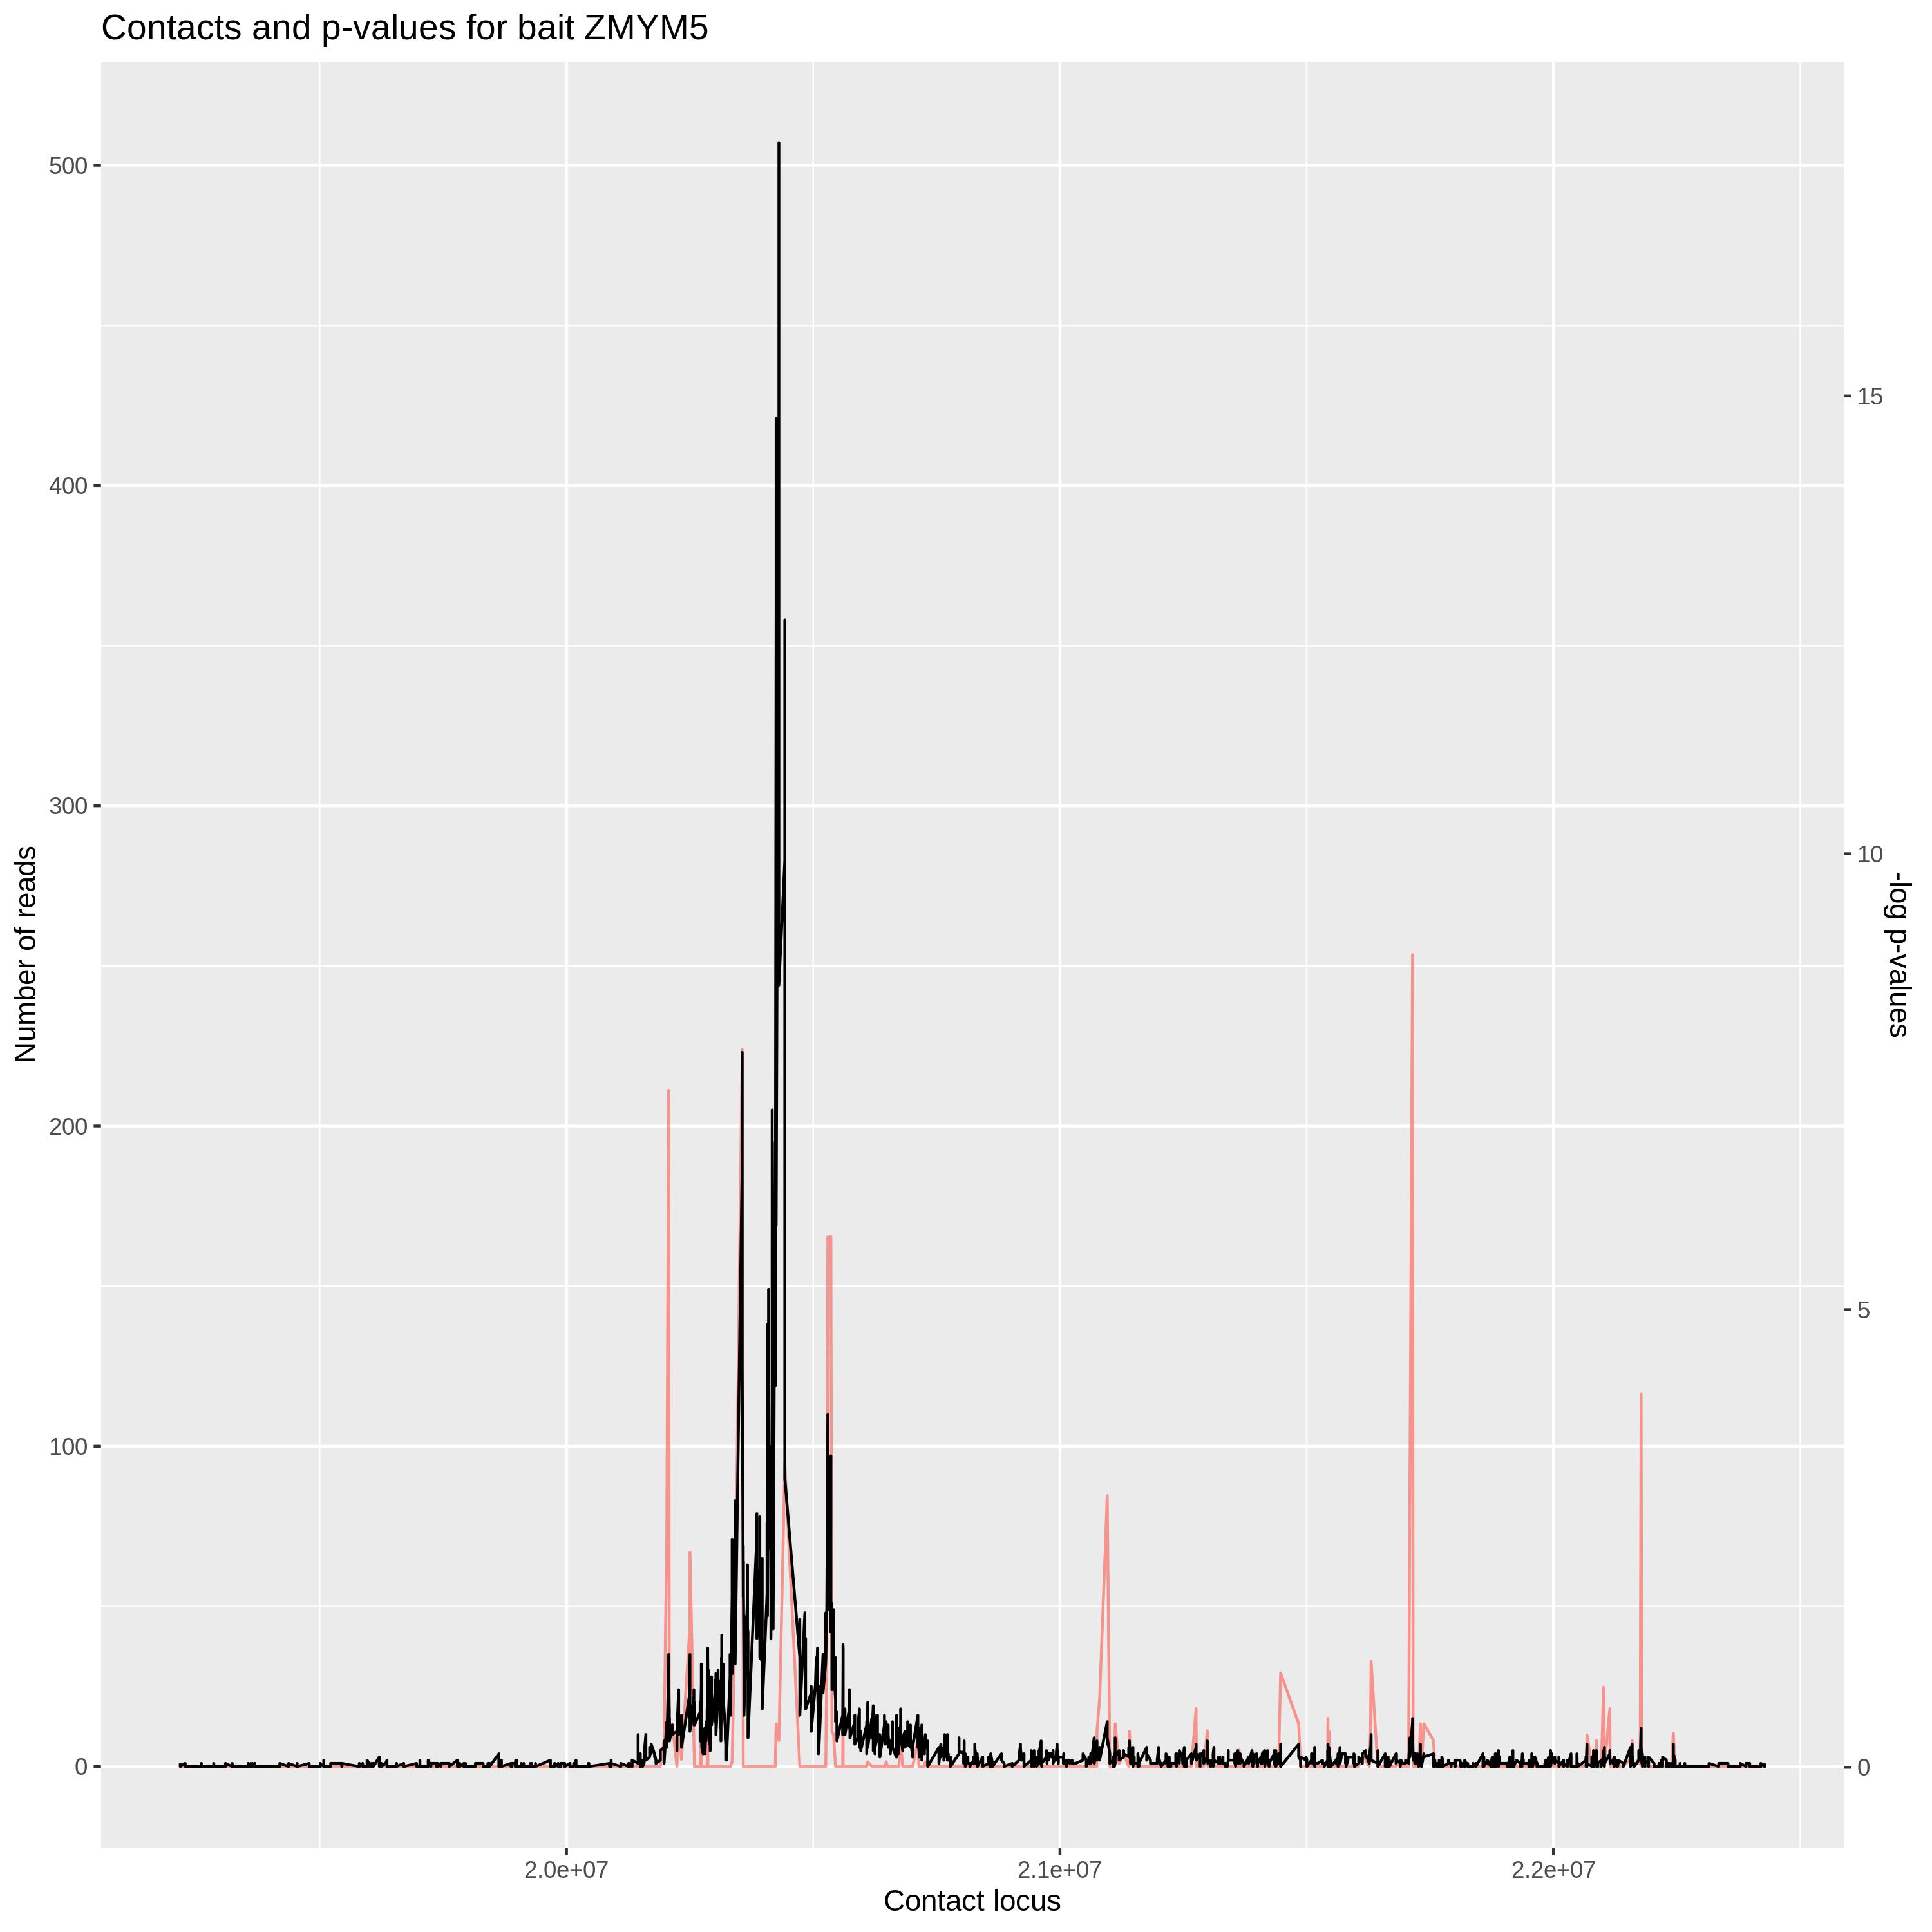 Contacts and p-values for bait ZMYM5
500
400
300
200
100
0
Number of reads
15
10
5
0
-log p-values
2.0e+07
2.1e+07
2.2e+07
Contact locus